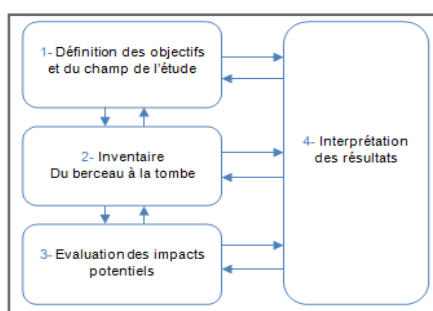 1- Définition des objectifs
et du champ de l'étude
2- Inventaire
Du berceau à la tombe
3- Evaluation des impacts
potentiels
4- Interprétation
des résultats